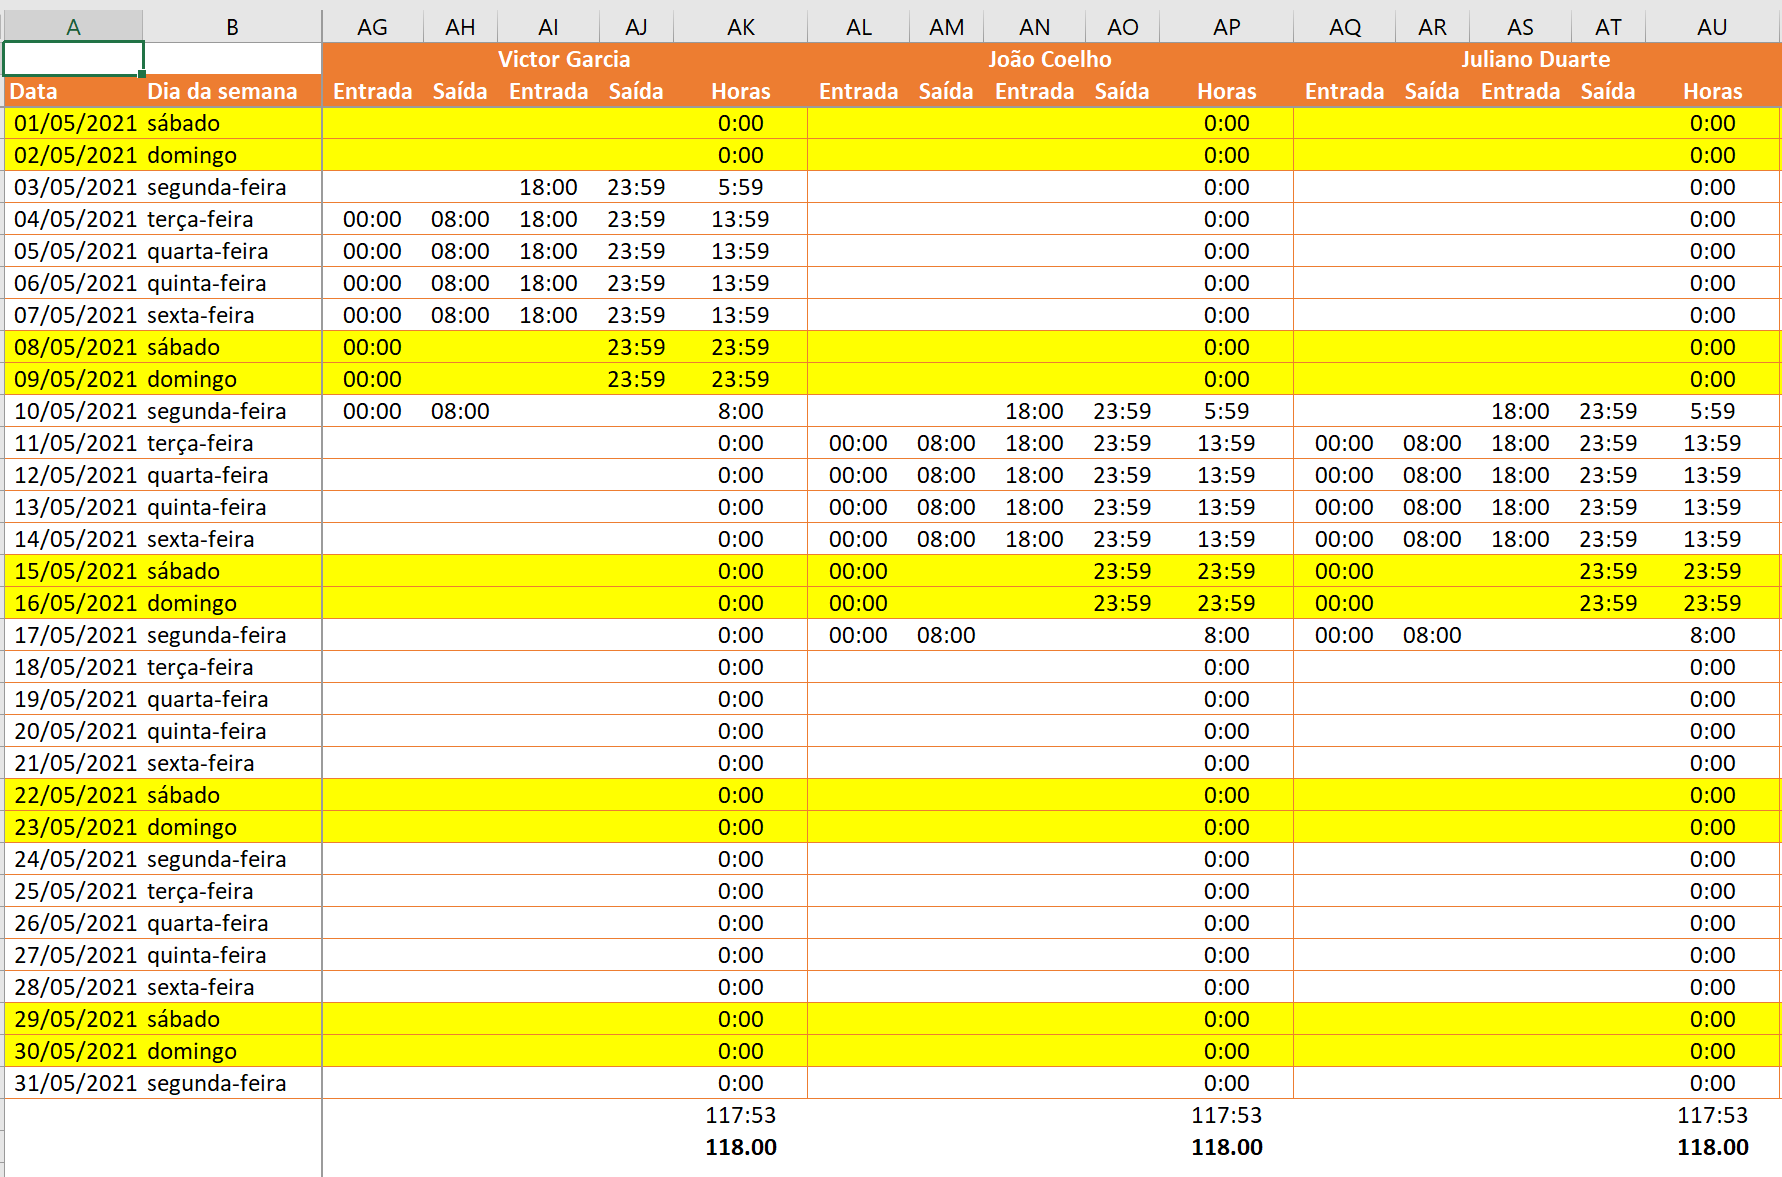 A B AG AH AI AJ AK AL AM AN AO AP AQ AR AS AT AU
Victor Garcia João Coelho Juliano Duarte
Data Dia da semana Entrada Saída Entrada Saída Horas Entrada Saída Entrada Saída Horas Entrada Saída Entrada Saída Horas
01/05/2021 sábado 0:00 0:00 0:00
02/05/2021 domingo 0:00 0:00 0:00
03/05/2021 segunda-feira 18:00 23:59 5:59 0:00 0:00
04/05/2021 terça-feira 00:00 08:00 18:00 23:59 13:59 0:00 0:00
05/05/2021 quarta-feira 00:00 08:00 18:00 23:59 13:59 0:00 0:00
06/05/2021 quinta-feira 00:00 08:00 18:00 23:59 13:59 0:00 0:00
07/05/2021 sexta-feira 00:00 08:00 18:00 23:59 13:59 0:00 0:00
08/05/2021 sábado 00:00 23:59 23:59 0:00 0:00
09/05/2021 domingo 00:00 23:59 23:59 0:00 0:00
10/05/2021 segunda-feira 00:00 08:00 8:00 18:00 23:59 5:59 18:00 23:59 5:59
11/05/2021 terça-feira 0:00 00:00 08:00 18:00 23:59 13:59 00:00 08:00 18:00 23:59 13:59
12/05/2021 quarta-feira 0:00 00:00 08:00 18:00 23:59 13:59 00:00 08:00 18:00 23:59 13:59
13/05/2021 quinta-feira 0:00 00:00 08:00 18:00 23:59 13:59 00:00 08:00 18:00 23:59 13:59
14/05/2021 sexta-feira 0:00 00:00 08:00 18:00 23:59 13:59 00:00 08:00 18:00 23:59 13:59
15/05/2021 sábado 0:00 00:00 23:59 23:59 00:00 23:59 23:59
16/05/2021 domingo 0:00 00:00 23:59 23:59 00:00 23:59 23:59
17/05/2021 segunda-feira 0:00 00:00 08:00 8:00 00:00 08:00 8:00
18/05/2021 terça-feira 0:00 0:00 0:00
19/05/2021 quarta-feira 0:00 0:00 0:00
20/05/2021 quinta-feira 0:00 0:00 0:00
21/05/2021 sexta-feira 0:00 0:00 0:00
22/05/2021 sábado 0:00 0:00 0:00
23/05/2021 domingo 0:00 0:00 0:00
24/05/2021 segunda-feira 0:00 0:00 0:00
25/05/2021 terça-feira 0:00 0:00 0:00
26/05/2021 quarta-feira 0:00 0:00 0:00
27/05/2021 quinta-feira 0:00 0:00 0:00
28/05/2021 sexta-feira 0:00 0:00 0:00
29/05/2021 sábado 0:00 0:00 0:00
30/05/2021 domingo 0:00 0:00 0:00
31/05/2021 segunda-feira 0:00 0:00 0:00
117:53 117:53 117:53
118.00 118.00 118.00